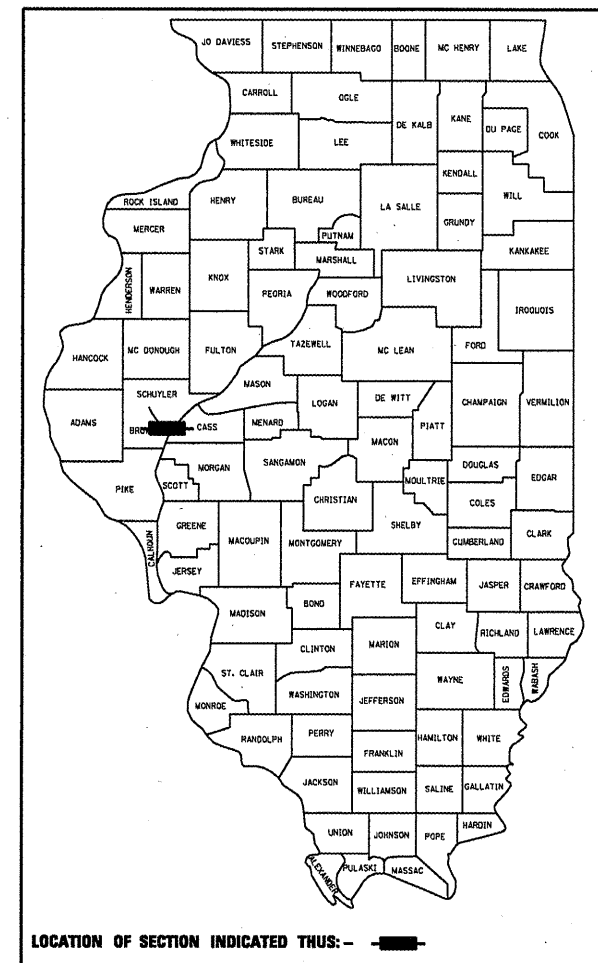 JO DAVIESS STEPHENSON WINNEBAGO BOONE MC HENRY LAKE
CARROLL OGLE
DE KALB KANE DU PAGE COOK
WHITESIDE LEE
KENDALL WILL
ROCK ISLAND HENRY BUREAU LA SALLE GRUNDY
MERCER PUTNAM
STARK MARSHALL KANKAKEE
HENDERSON WARREN KNOX PEORIA WOODFORD LIVINGSTON
IROQUOIS
HANCOCK MC DONOUGH FULTON TAZEWELL MC LEAN FORD
MASON
SCHUYLER LOGAN DE WITT CHAMPAIGN VERMILION
ADAMS CASS MENARD PIATT
MACON
MORGAN SANGAMON DOUGLAS
PIKE SCOTT MOULTRIE EDGAR
CHRISTIAN COLES
GREENE MACOUPIN MONTGOMERY SHELBY
CALHOUN CUMBERLAND CLARK
JERSEY
FAYETTE EFFINGHAM JASPER CRAWFORD
MADISON BOND
CLAY RICHLAND LAWRENCE
CLINTON MARION
ST. CLAIR WAYNE EDWARDS WABASH
WASHINGTON JEFFERSON
MONROE
RANDOLPH PERRY HAMILTON WHITE
FRANKLIN
JACKSON WILLIAMSON SALINE GALLATIN
HARDIN
UNION JOHNSON POPE
ALEXANDER PULASKI MASSAC
LOCATION OF SECTION INDICATED THUS: -